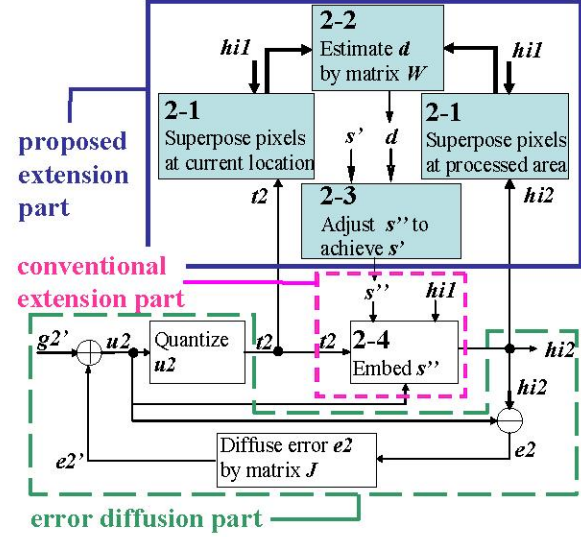 2-2
Estimate d
by matrix W
hi1
hi1
2-1
Superpose pixels
at current location
2-1
Superpose pixels
at processed area
s'
d
proposed
extension
part
t2
hi2
2-3
Adjust s'' to
achieve s'
conventional
extension part
s''
hi1
g2'
u2
Quantize
u2
t2
t2
2-4
Embed s''
hi2
hi2
e2'
Diffuse error e2
by matrix J
e2
error diffusion part